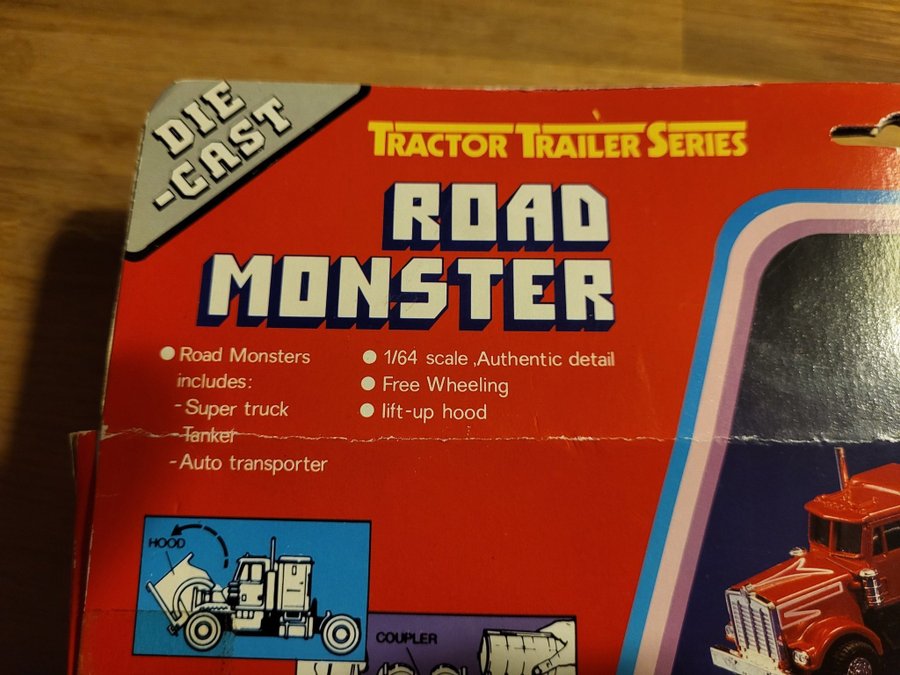 DIE
-CAST
TRACTOR TRAILER SERIES
ROAD
MONSTER
● Road Monsters
includes:
-Super truck
-Tanker
-Auto transporter
● 1/64 scale ,Authentic detail
● Free Wheeling
● lift-up hood
HOOD
COUPLER